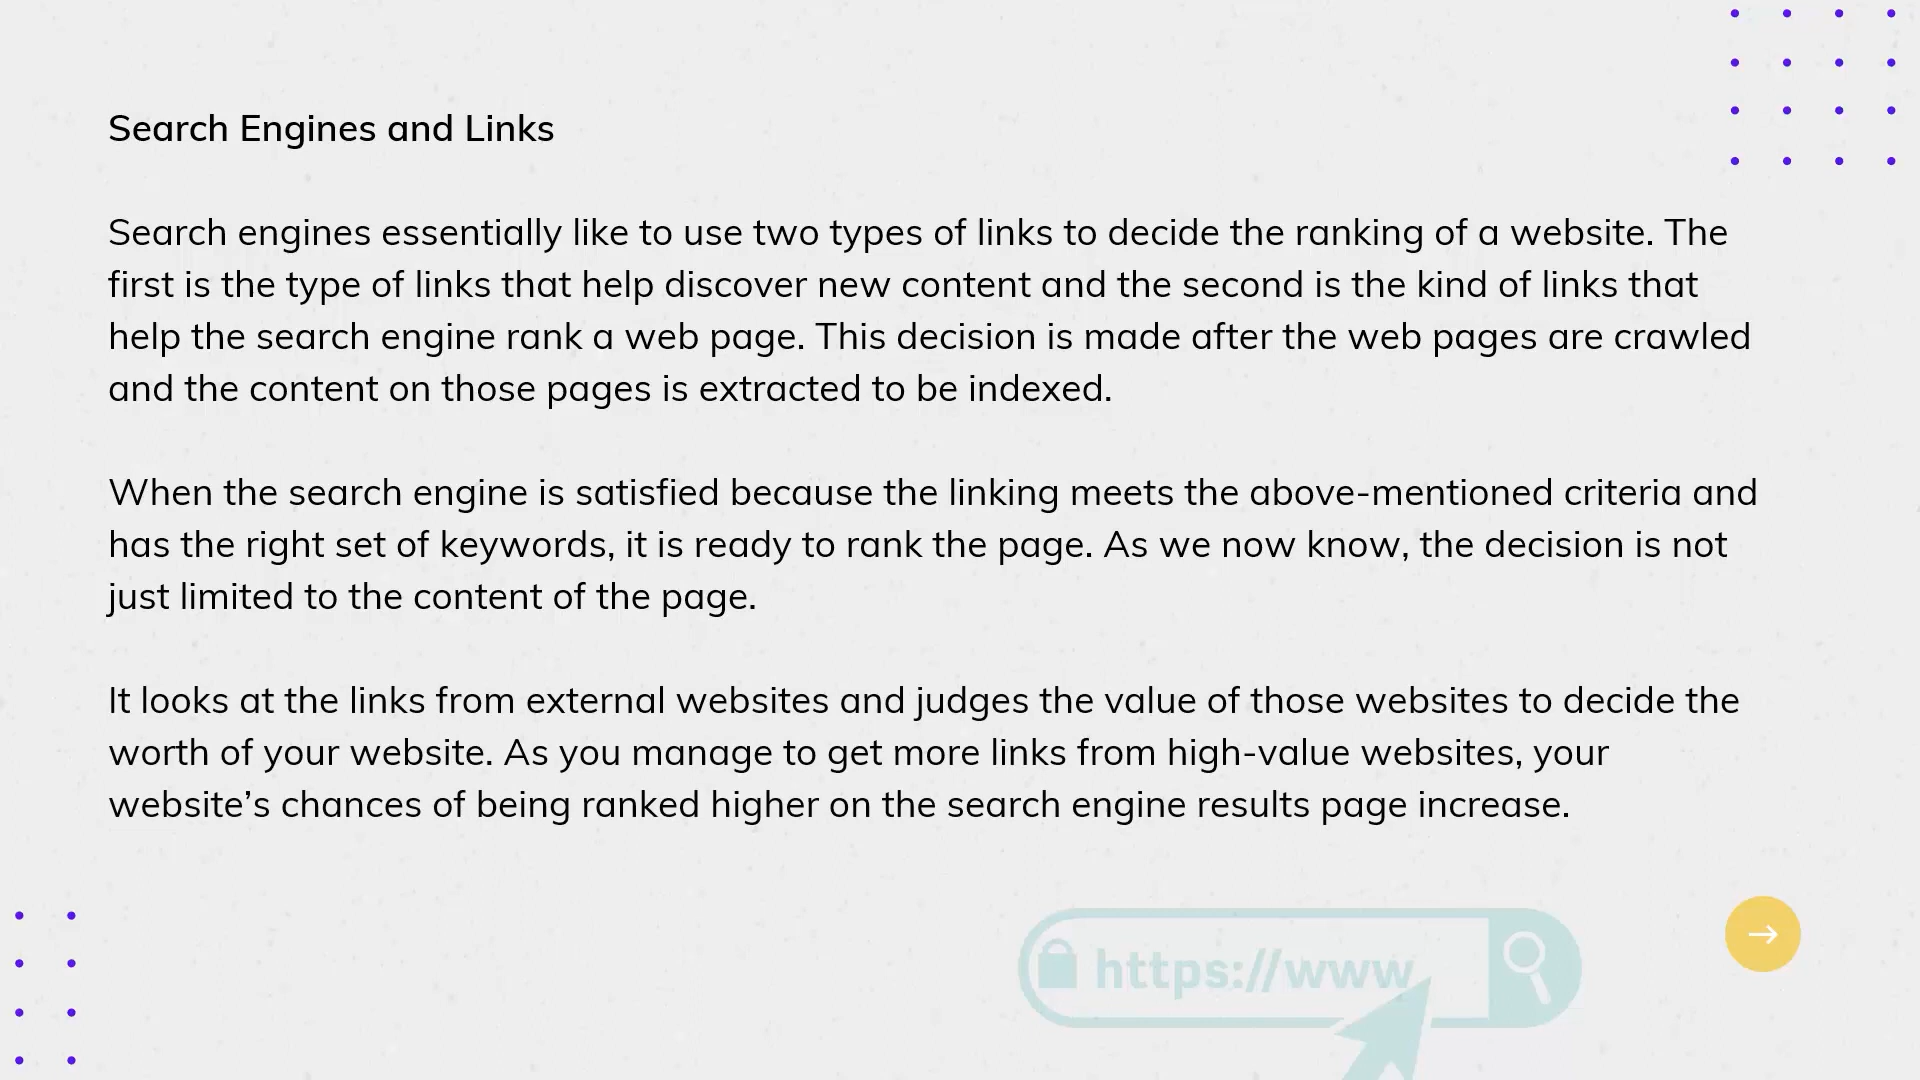 Search Engines and Links
Search engines essentially like to use two types of links to decide the ranking of a website. The
first is the type of links that help discover new content and the second is the kind of links that
help the search engine rank a web page. This decision is made after the web pages are crawled
and the content on those pages is extracted to be indexed.
When the search engine is satisfied because the linking meets the above-mentioned criteria and
has the right set of keywords, it is ready to rank the page. As we now know, the decision is not
just limited to the content of the page.
It looks at the links from external websites and judges the value of those websites to decide the
worth of your website. As you manage to get more links from high-value websites, your
website’s chances of being ranked higher on the search engine results page increase.
https://www